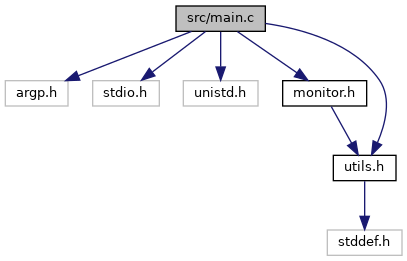 src/main.c
argp.h
stdio.h
unistd.h
monitor.h
utils.h
stddef.h